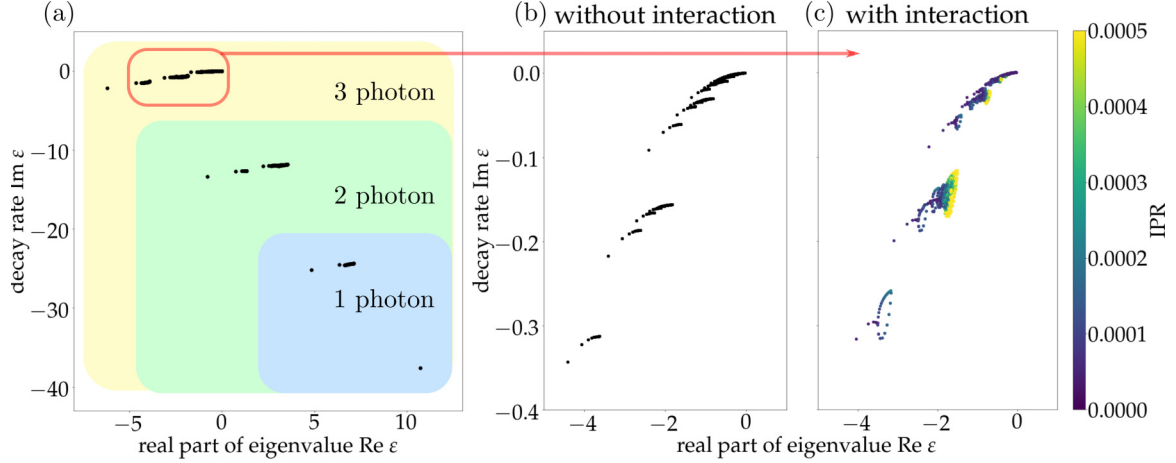 (a)
0
−10
−20
−30
−40
decay rate Im ε
3 photon
2 photon
1 photon
−5
0
5
10
real part of eigenvalue Re ε
(b) without interaction
0.0
−0.1
−0.2
−0.3
−0.4
decay rate Im ε
−4
−2
0
(c) with interaction
−4
−2
0
real part of eigenvalue Re ε
0.0005
0.0004
0.0003
0.0002
0.0001
0.0000
IPR